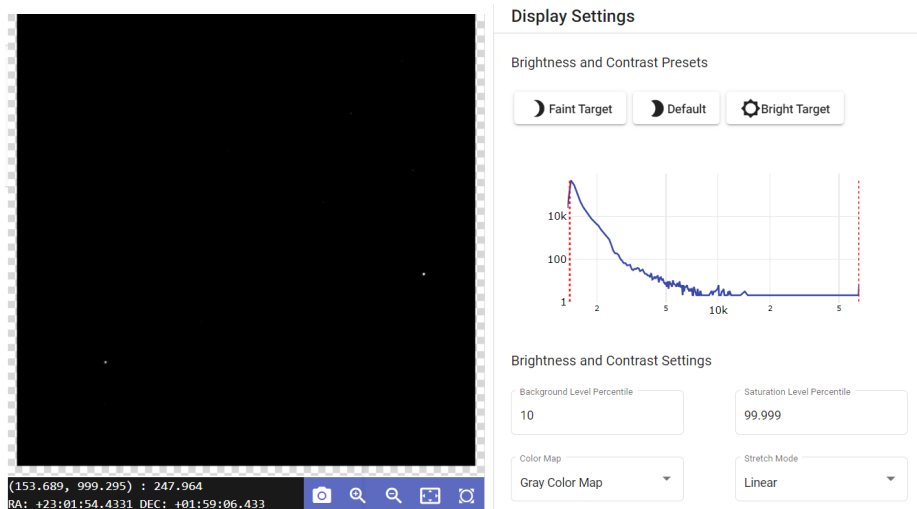 Display Settings
Brightness and Contrast Presets
Faint Target
Default
Bright Target
10k
100
1
2
5
10k
2
5
Brightness and Contrast Settings
Background Level Percentile
10
Saturation Level Percentile
99.999
Color Map
Gray Color Map
Stretch Mode
Linear
(153.689, 999.295) : 247.964
RA: +23:01:54.4331 DEC: +01:59:06.433